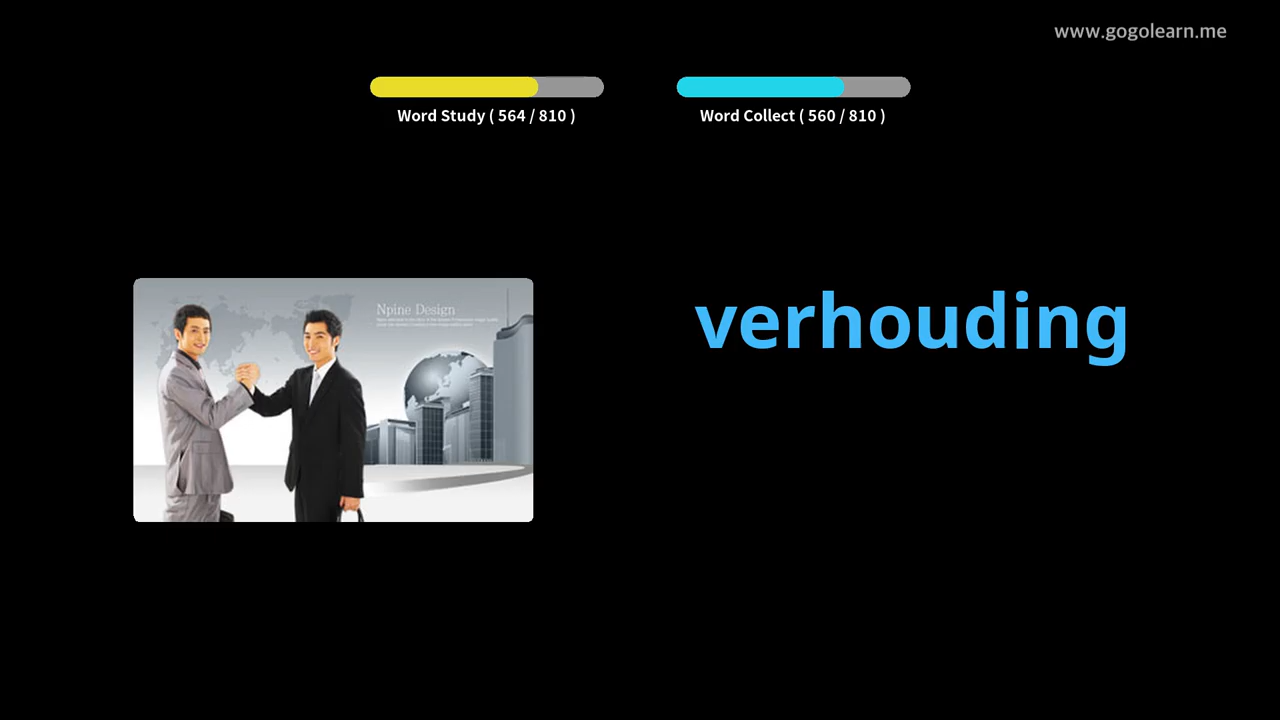 www.gogolearn.me
Word Study ( 564 / 810 )
Word Collect ( 560 / 810 )
Npine Design
verhouding